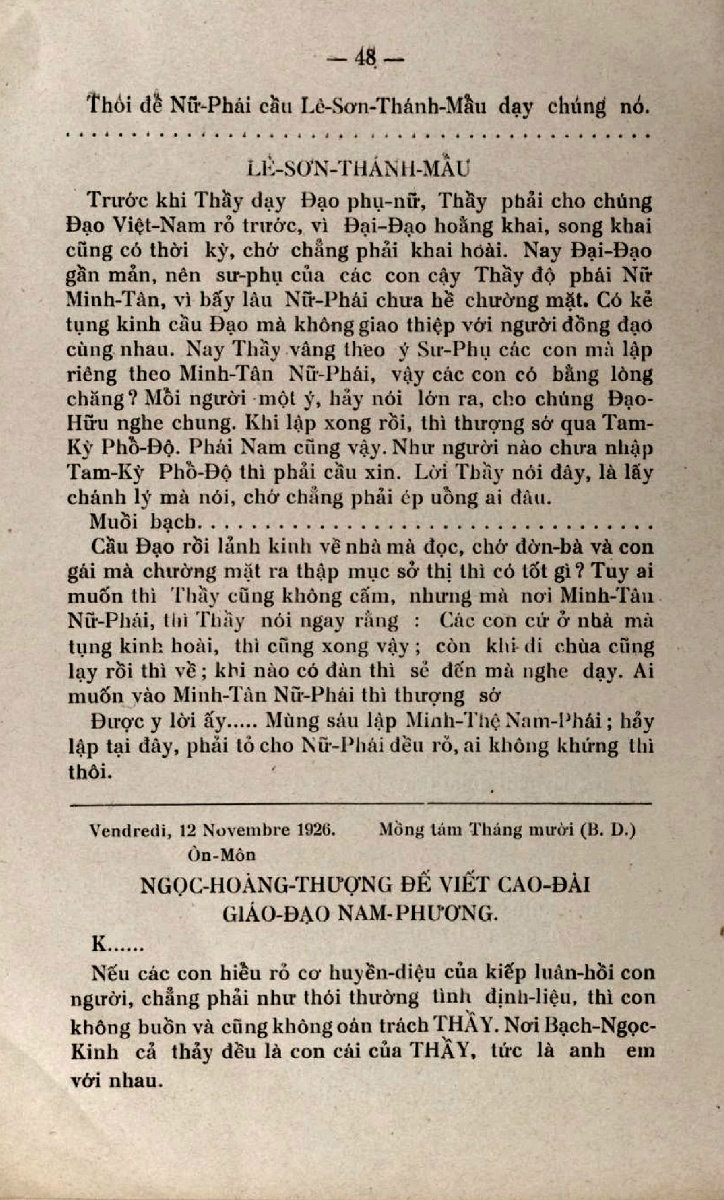 — 48 —
Thôi để Nữ-Phái cầu Lê-Sơn-Thánh-Mẫu dạy chúng nó.
. . . . . . . . . . . . . . . . . . . . . . . . . . . . . . . . . . . . . . . .
LÊ-SƠN-THÁNH-MẪU
Trước khi Thầy dạy Đạo phụ-nữ, Thầy phải cho chúng
Đạo Việt-Nam rỏ trước, vì Đại-Đạo hoằng khai, song khai
cũng có thời kỳ, chớ chẳng phải khai hoài. Nay Đại-Đạo
gần mản, nên sư-phụ của các con cậy Thầy độ phái Nữ
Minh-Tân, vì bấy lâu Nữ-Phái chưa hề chường mặt. Có kẻ
tụng kinh cầu Đạo mà không giao thiệp với người đồng đạo
cùng nhau. Nay Thầy vâng theo ý Sư-Phụ các con mà lập
riêng theo Minh-Tân Nữ-Phái, vậy các con có bằng lòng
chăng? Mỗi người một ý, hảy nói lớn ra, cho chúng Đạo-
Hữu nghe chung. Khi lập xong rồi, thì thượng sớ qua Tam-
Kỳ Phổ-Độ. Phái Nam cũng vậy. Như người nào chưa nhập
Tam-Kỳ Phổ-Độ thì phải cầu xin. Lời Thầy nói đây, là lấy
chánh lý mà nói, chớ chẳng phải ép uồng ai đâu.
Muồi bạch. . . . . . . . . . . . . . . . . . . . . . . . . . . . . . .
Cầu Đạo rồi lảnh kinh về nhà mà đọc, chớ đờn-bà và con
gái mà chường mặt ra thập mục sở thị thì có tốt gì? Tuy ai
muốn thì Thầy cũng không cấm, nhưng mà nơi Minh-Tân
Nữ-Phái, thì Thầy nói ngay rằng : Các con cứ ở nhà mà
tụng kinh hoài, thì cũng xong vậy; còn khi đi chùa cũng
lạy rồi thì về; khi nào có đàn thì sẻ đến mà nghe dạy. Ai
muốn vào Minh-Tân Nữ-Phái thì thượng sớ
Được y lời ấy..... Mùng sáu lập Minh-Thệ Nam-Phái; hảy
lập tại đây, phải tỏ cho Nữ-Phái đều rỏ, ai không khứng thì
thôi.
Vendredi, 12 Novembre 1926. Mồng tám Tháng mười (B. D.)
Ôn-Môn
NGỌC-HOÀNG-THƯỢNG ĐẾ VIẾT CAO-ĐÀI
GIÁO-ĐẠO NAM-PHƯƠNG.
K......
Nếu các con hiểu rỏ cơ huyền-diệu của kiếp luân-hồi con
người, chẳng phải như thói thường tình định-liệu, thì con
không buồn và cũng không oán trách THẦY. Nơi Bạch-Ngọc-
Kinh cả thảy đều là con cái của THẦY, tức là anh em
với nhau.